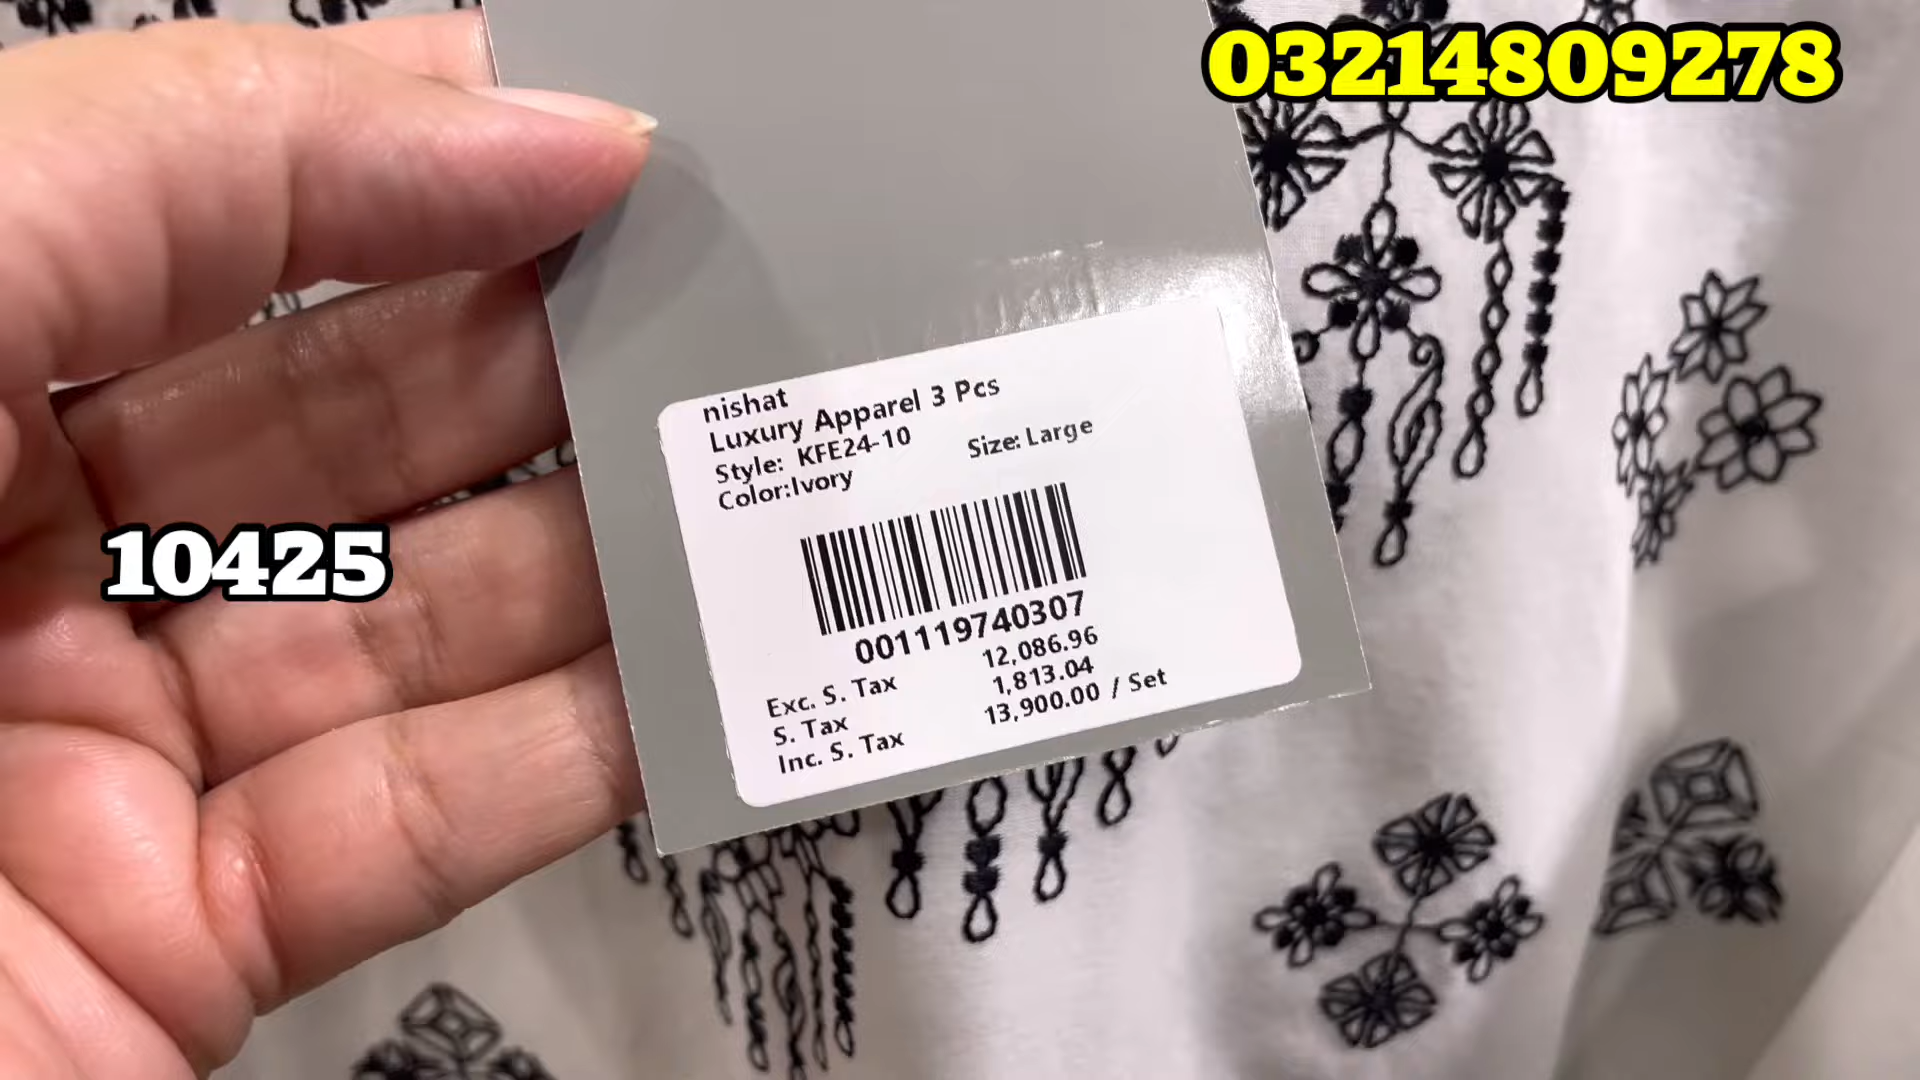 03214809278
nishat
Luxury Apparel 3 Pcs
Style: KFE24-10 Size: Large
Color:Ivory
001119740307
Exc. S. Tax 12,086.96
S. Tax 1,813.04
Inc. S. Tax 13,900.00 / Set
10425